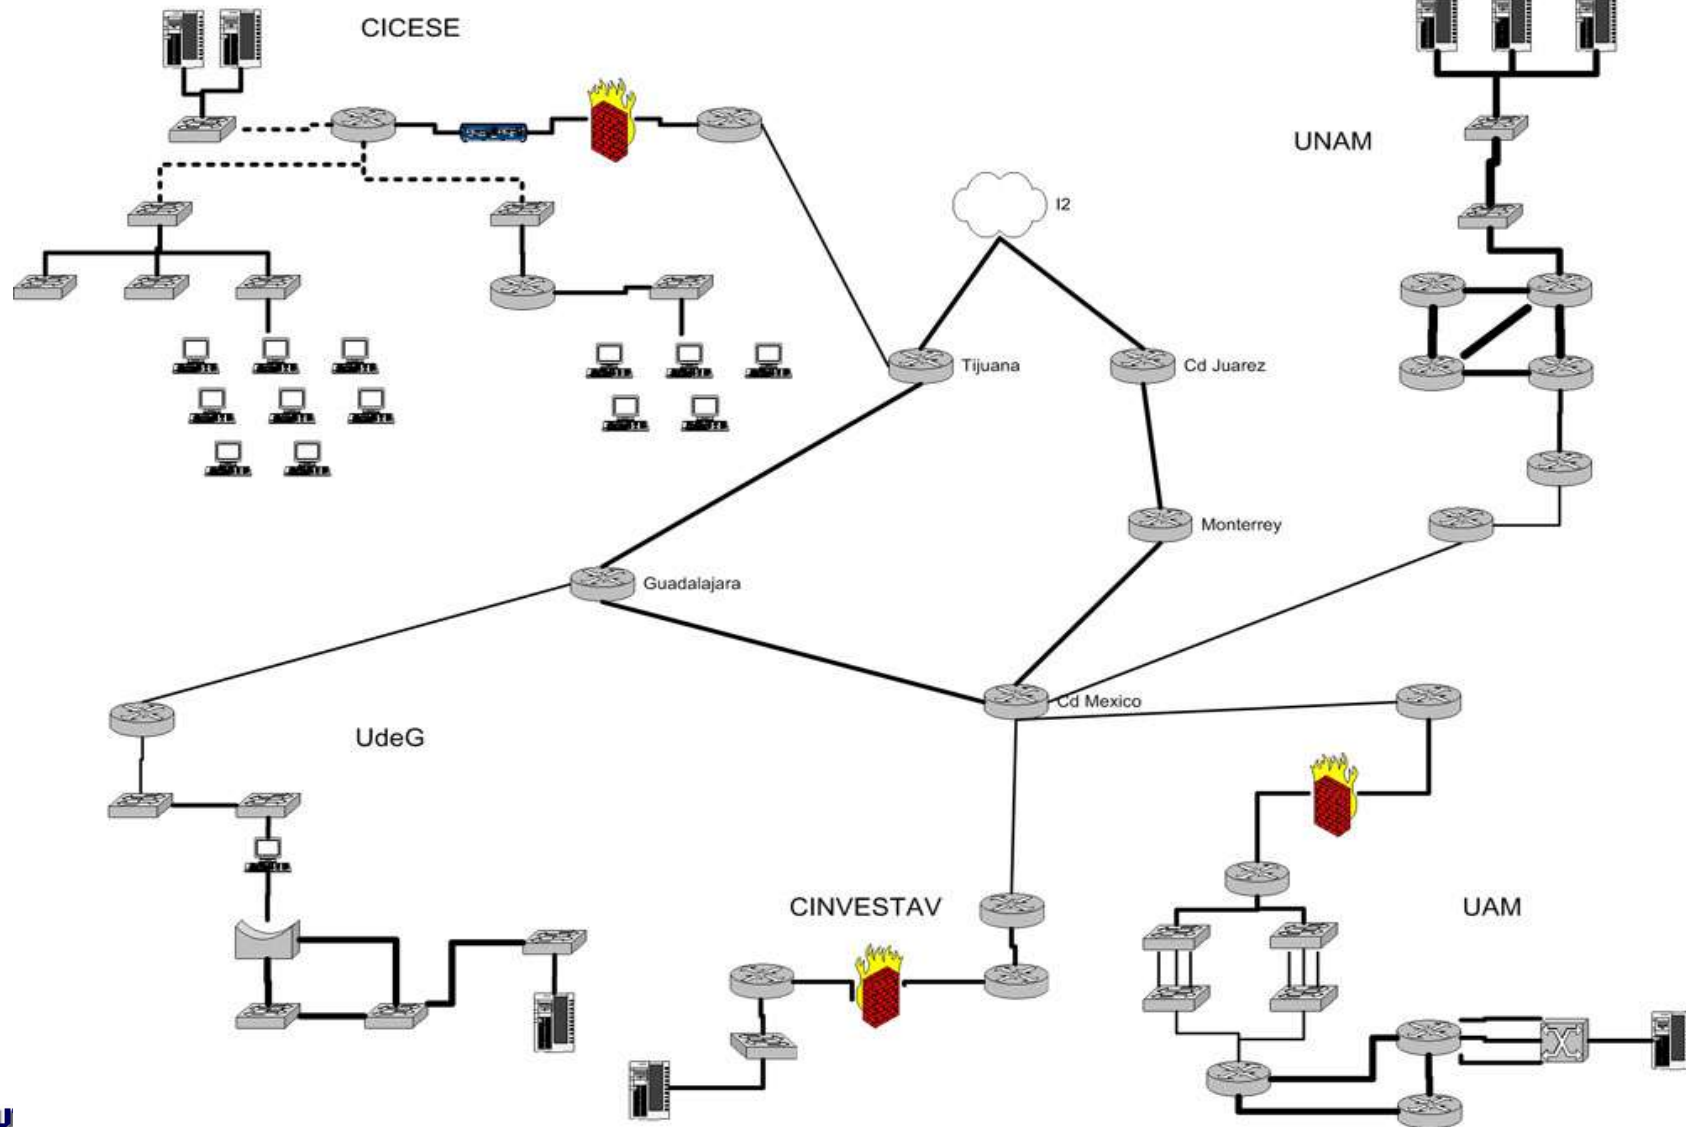 CICESE
UNAM
I2
Tijuana
Cd Juarez
Monterrey
Guadalajara
Cd Mexico
UdeG
CINVESTAV
UAM